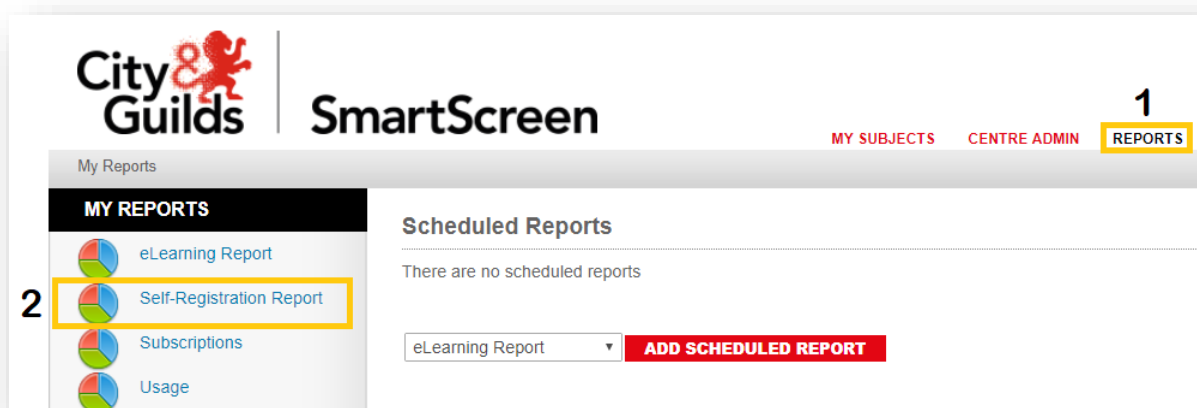 City&
Guilds
SmartScreen
1
MY SUBJECTS CENTRE ADMIN REPORTS
My Reports
MY REPORTS
Scheduled Reports
eLearning Report
There are no scheduled reports
2
Self-Registration Report
Subscriptions
eLearning Report ADD SCHEDULED REPORT
Usage